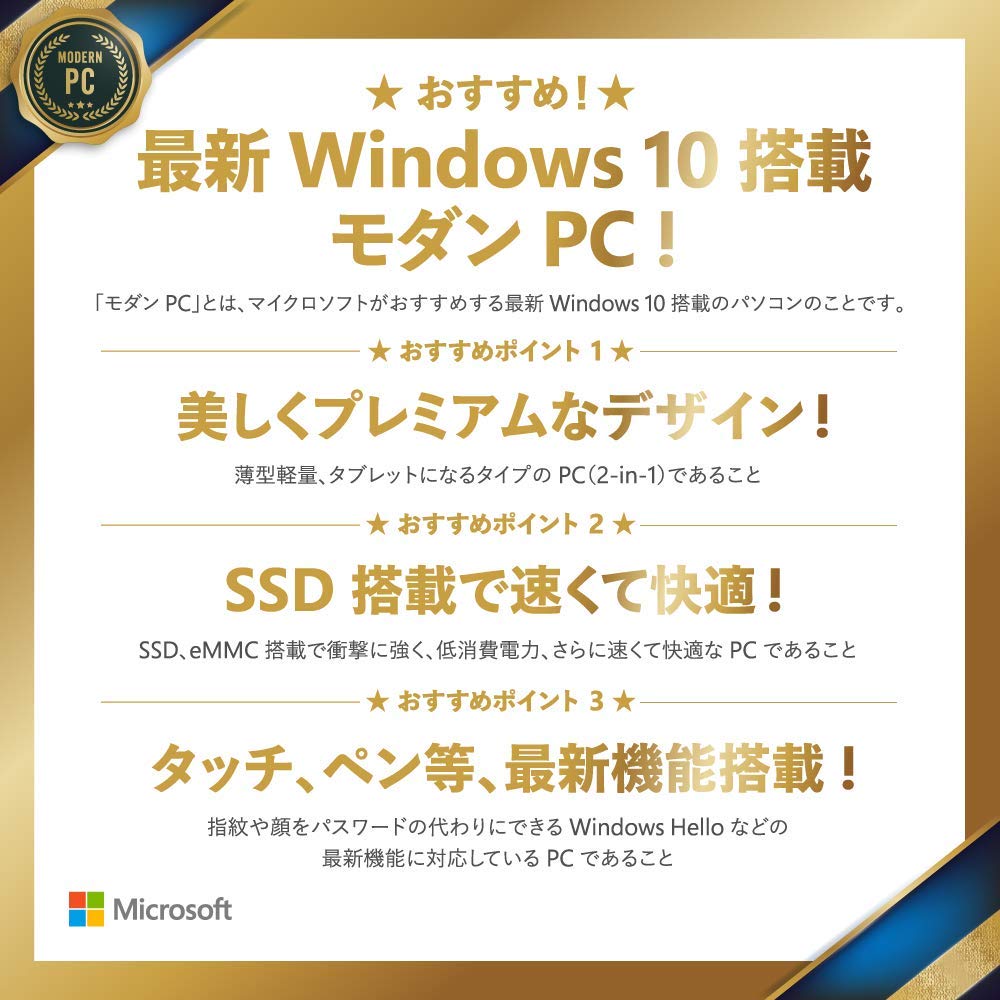 MODERN
PC
★ おすすめ!★
最新 Windows 10 搭載
モダン PC!
「モダン PC」とは、マイクロソフトがおすすめする最新 Windows 10 搭載のパソコンのことです。
★ おすすめポイント 1 ★
美しくプレミアムなデザイン!
薄型軽量、タブレットになるタイプの PC(2-in-1)であること
★ おすすめポイント 2 ★
SSD 搭載で速くて快適!
SSD、eMMC 搭載で衝撃に強く、低消費電力、さらに速くて快適な PC であること
★ おすすめポイント 3 ★
タッチ、ペン等、最新機能搭載!
指紋や顔をパスワードの代わりにできる Windows Hello などの
最新機能に対応している PC であること
Microsoft